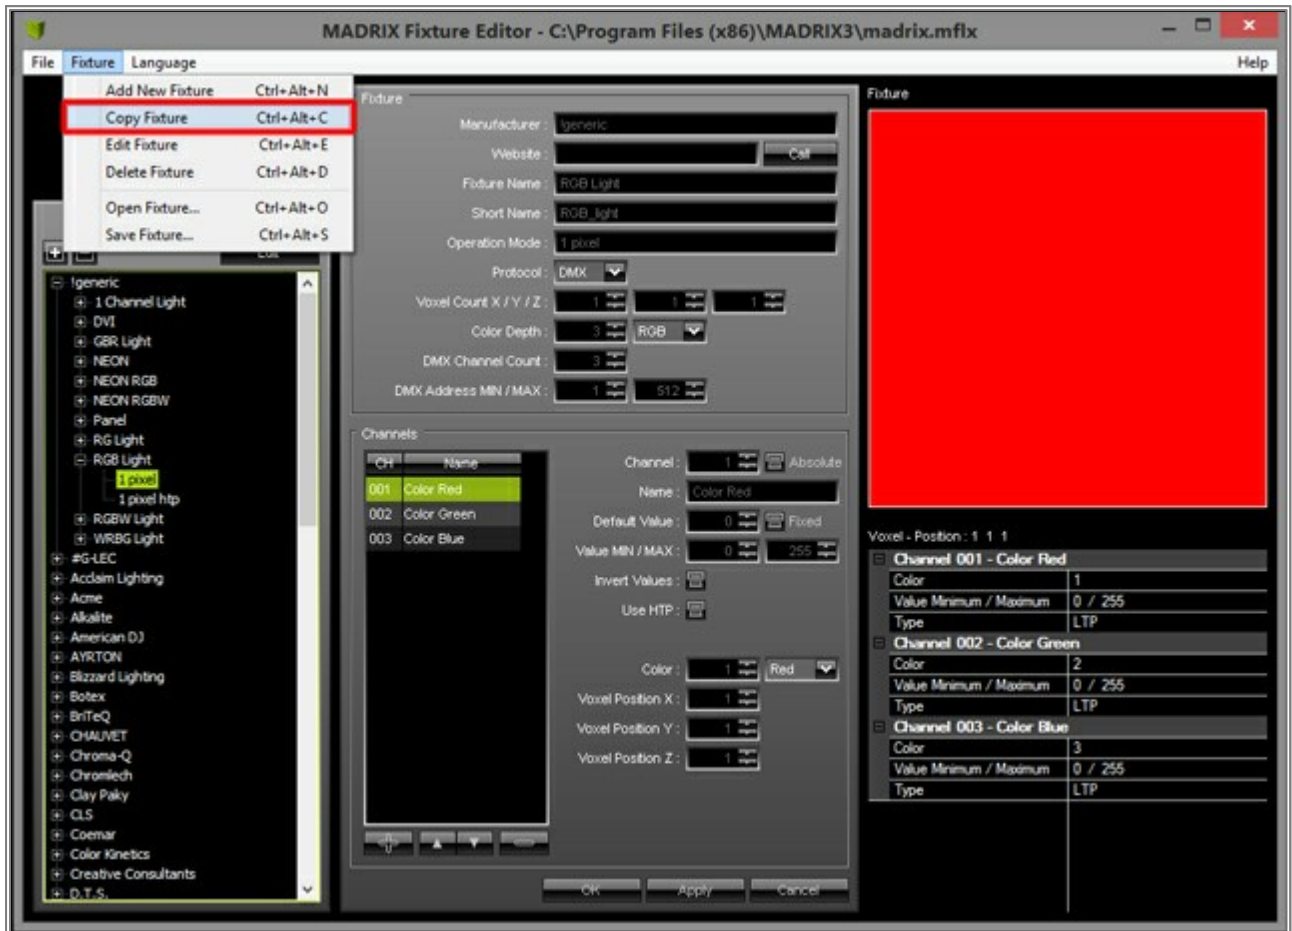 MADRIX Fixture Editor - C:\Program Files (x86)\MADRIX3\madrix.mflx
File Fixture Language Help
Add New Fixture Ctrl+Alt+N
Copy Fixture Ctrl+Alt+C
Edit Fixture Ctrl+Alt+E
Delete Fixture Ctrl+Alt+D
Open Fixture... Ctrl+Alt+O
Save Fixture... Ctrl+Alt+S
Edit
!generic
1 Channel Light
DVI
GBR Light
NEON
NEON RGB
NEON RGBW
Panel
RG Light
RGB Light
1 pixel
1 pixel htp
RGBW Light
WRBG Light
#G-LEC
Acclaim Lighting
Acme
Alkalite
American DJ
AYRTON
Blizzard Lighting
Botex
BriTeQ
CHAUVET
Chroma-Q
Chromlech
Clay Paky
CLS
Coemar
Color Kinetics
Creative Consultants
D.T.S.
Fixture
Manufacturer : !generic
Website : Call
Fixture Name : RGB Light
Short Name : RGB_light
Operation Mode : 1 pixel
Protocol : DMX
Voxel Count X / Y / Z : 1 1 1
Color Depth : 3 RGB
DMX Channel Count : 3
DMX Address MIN / MAX : 1 512
Channels
CH Name
001 Color Red
002 Color Green
003 Color Blue
Channel : 1 Absolute
Name : Color Red
Default Value : 0 Fixed
Value MIN / MAX : 0 255
Invert Values :
Use HTP :
Color : 1 Red
Voxel Position X : 1
Voxel Position Y : 1
Voxel Position Z : 1
OK Apply Cancel
Fixture
Voxel - Position : 1 1 1
Channel 001 - Color Red
Color 1
Value Minimum / Maximum 0 / 255
Type LTP
Channel 002 - Color Green
Color 2
Value Minimum / Maximum 0 / 255
Type LTP
Channel 003 - Color Blue
Color 3
Value Minimum / Maximum 0 / 255
Type LTP